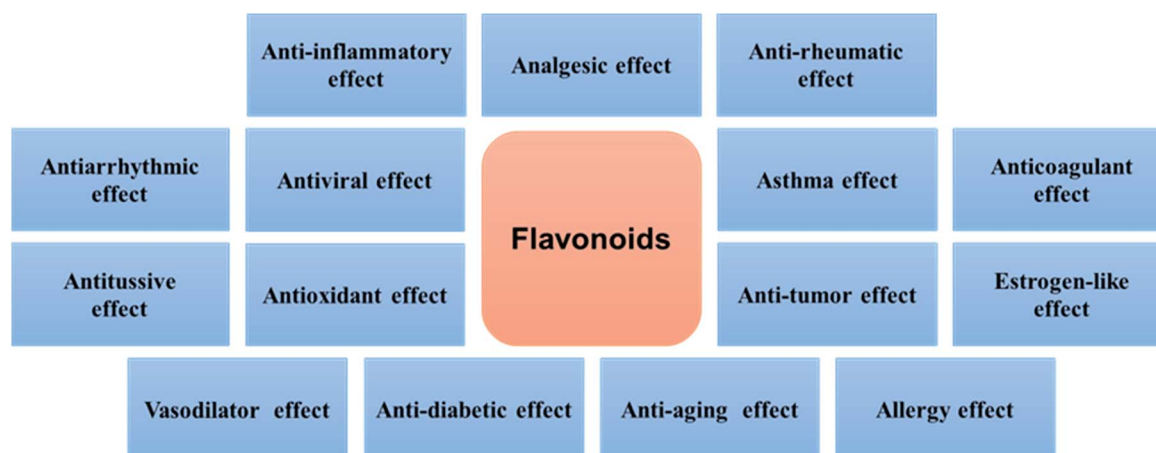 Anti-inflammatory
effect
Analgesic effect
Anti-rheumatic
effect
Antiarrhythmic
effect
Antiviral effect
Flavonoids
Asthma effect
Anticoagulant
effect
Antitussive
effect
Antioxidant effect
Anti-tumor effect
Estrogen-like
effect
Vasodilator effect
Anti-diabetic effect
Anti-aging effect
Allergy effect